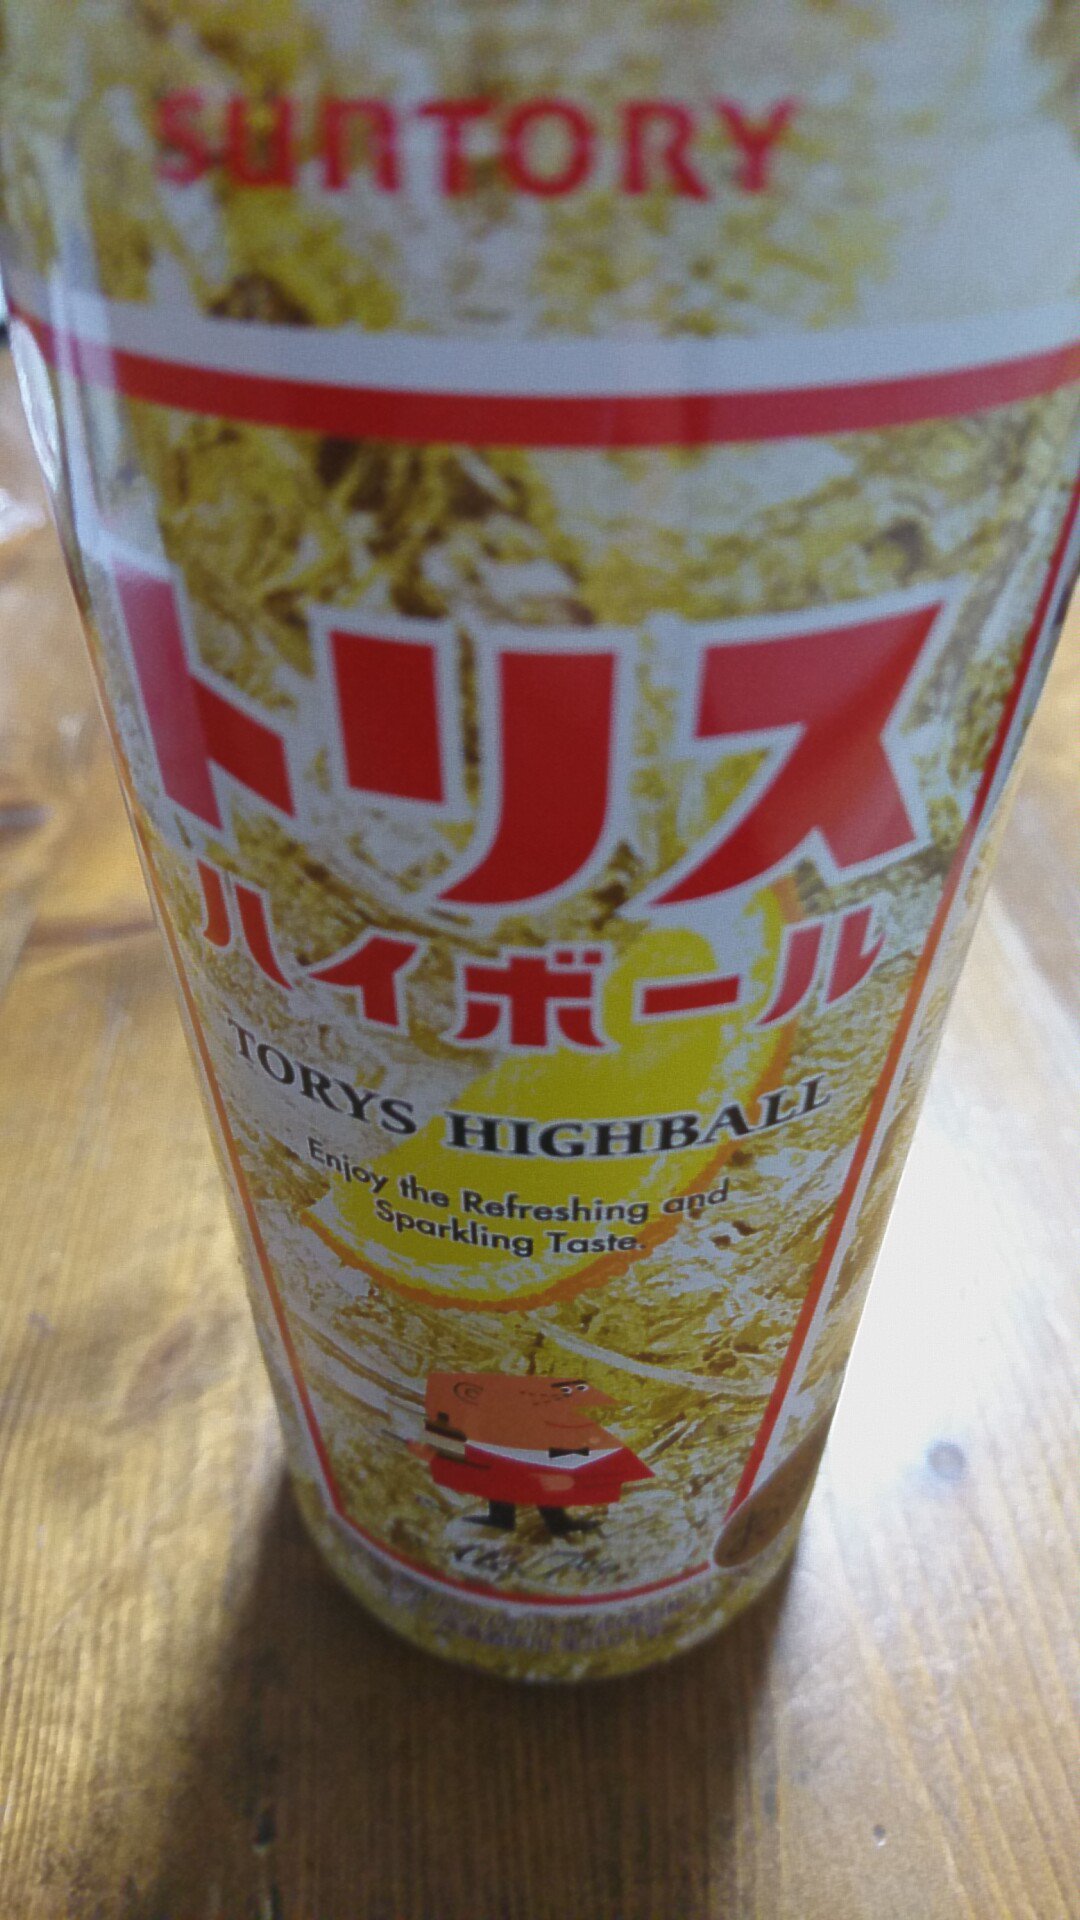 SUNTORY
トリス
ハイボール
TORYS HIGHBALL
Enjoy the Refreshing and
Sparkling Taste.